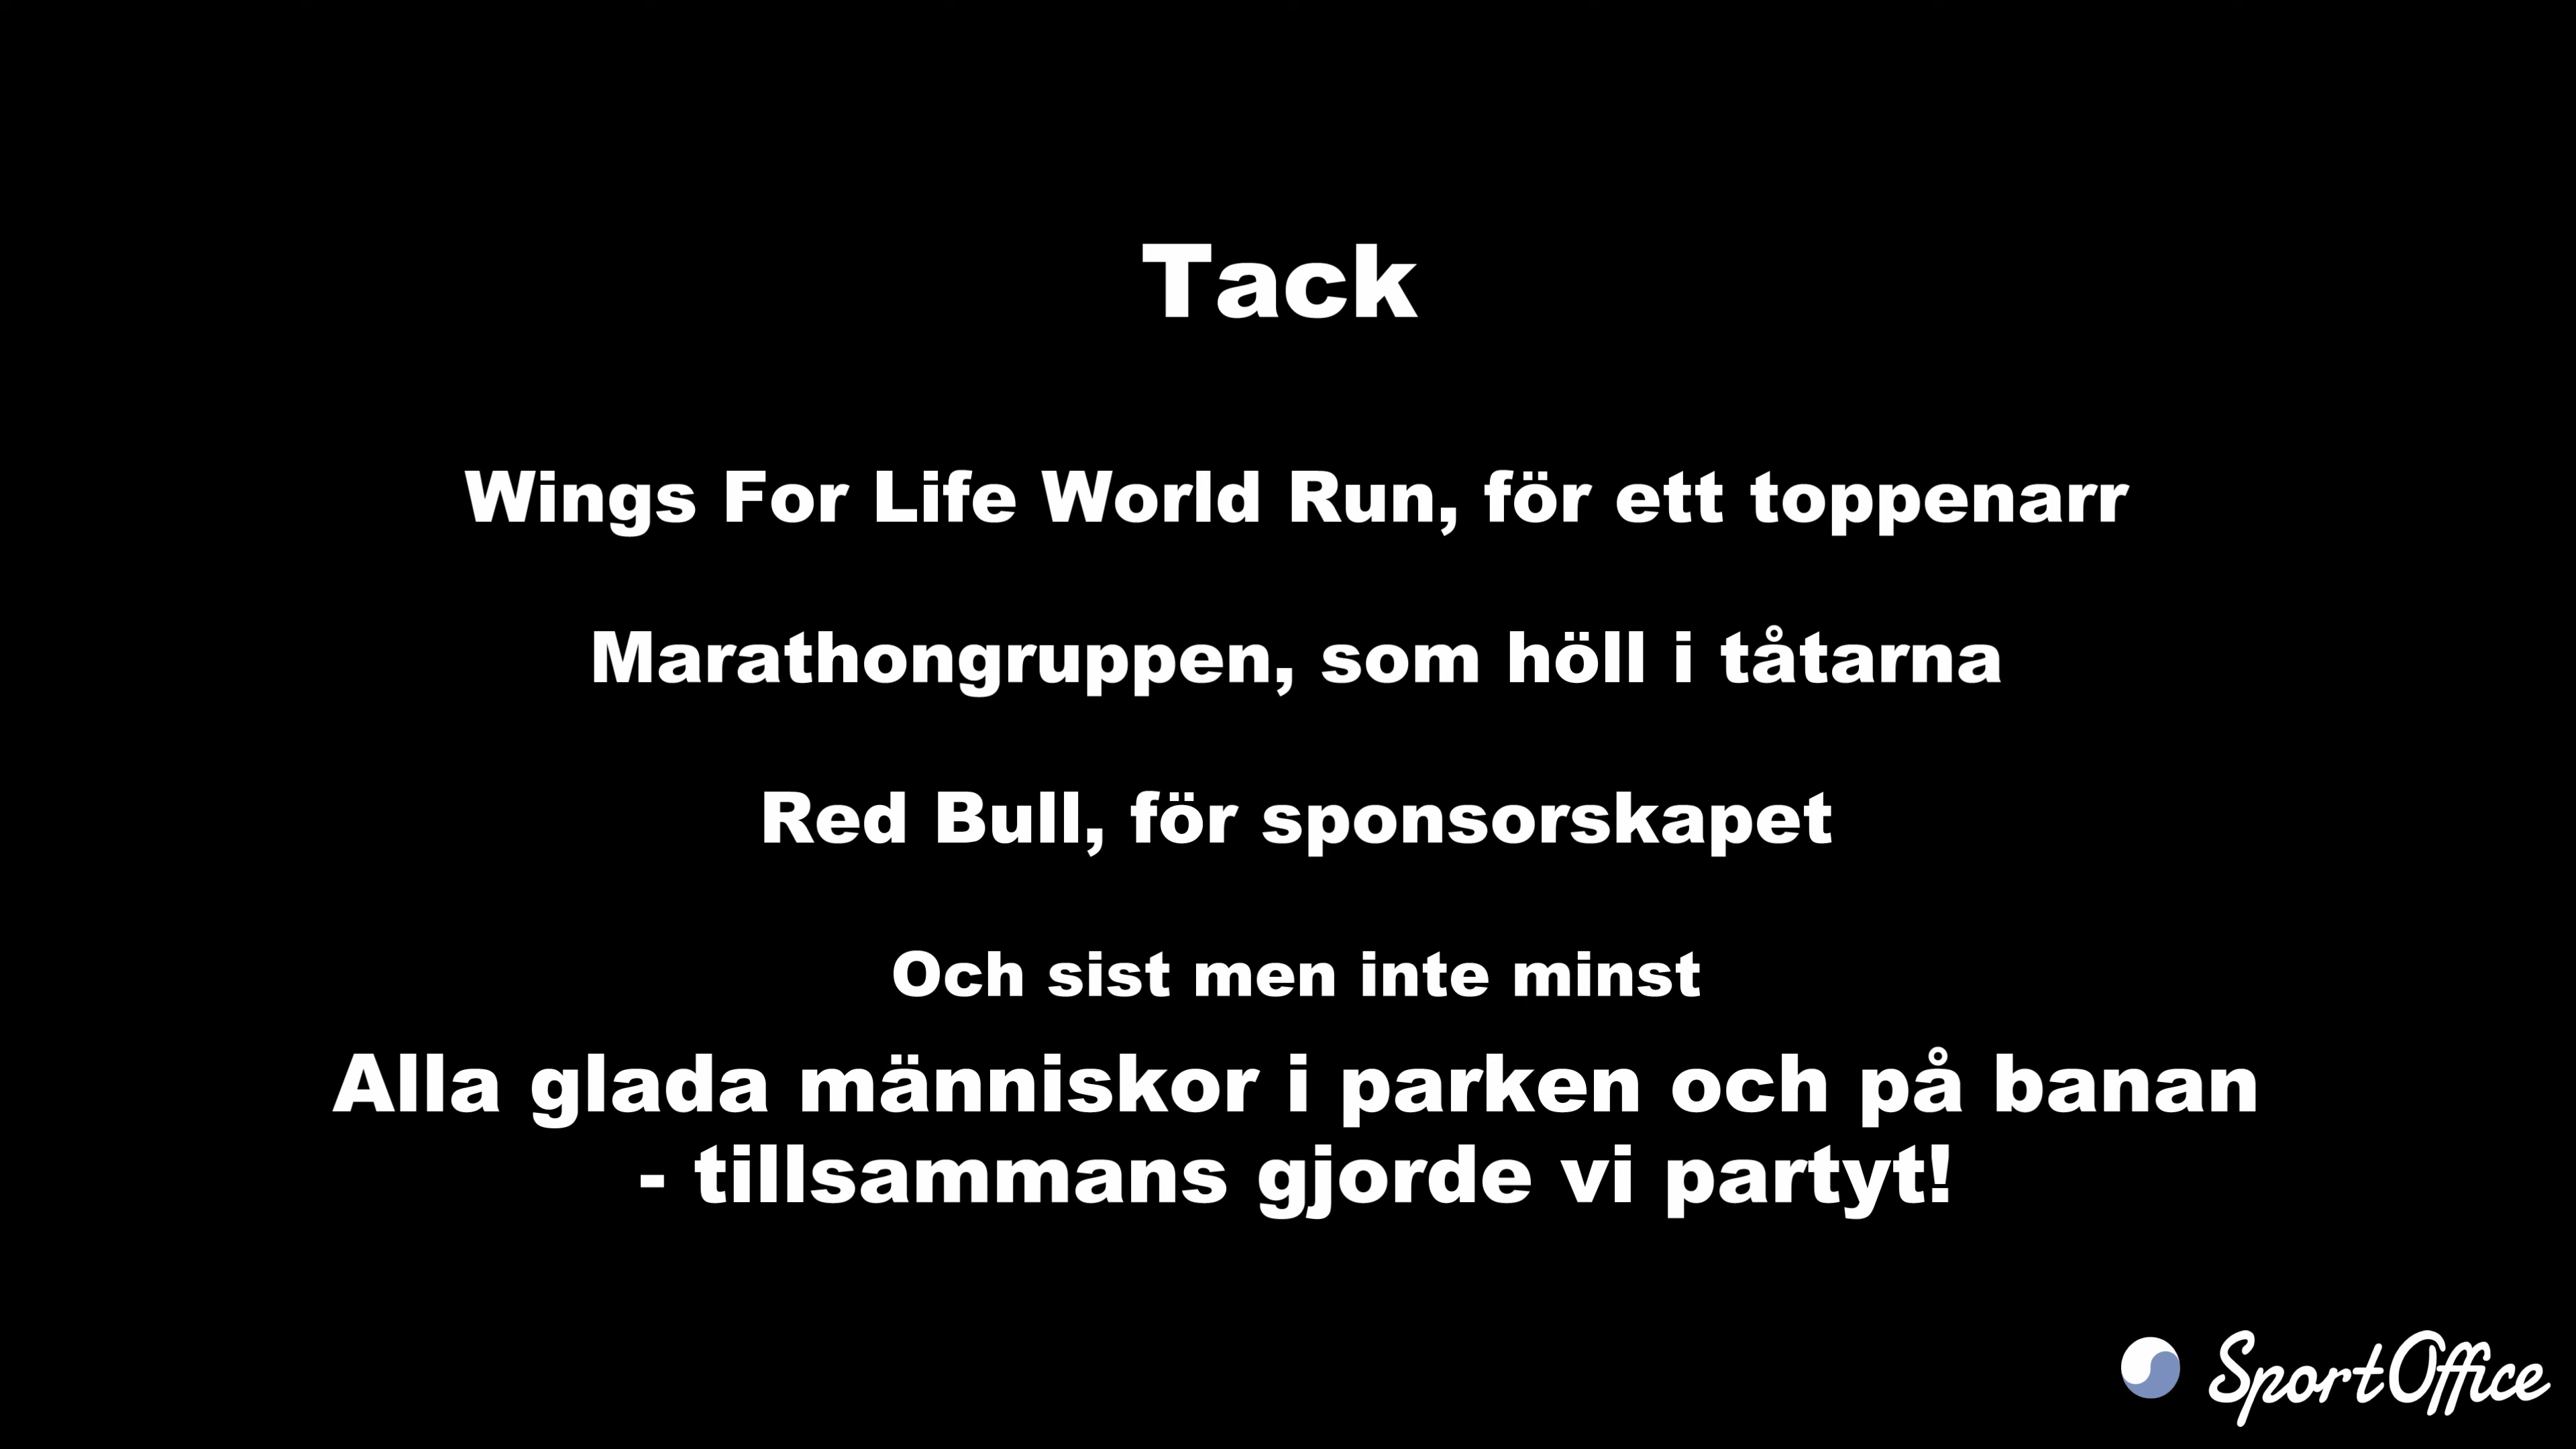 Tack
Wings For Life World Run, för ett toppenarr
Marathongruppen, som höll i tåtarna
Red Bull, för sponsorskapet
Och sist men inte minst
Alla glada människor i parken och på banan
- tillsammans gjorde vi partyt!
SportOffice